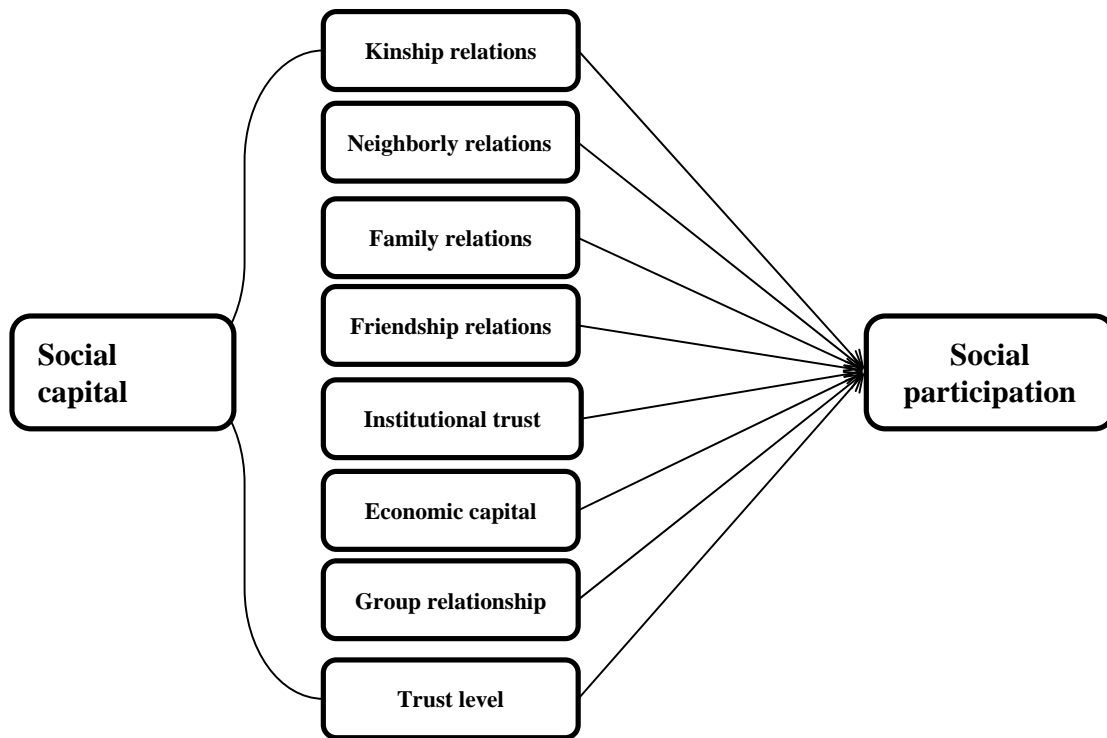 Kinship relations
Neighborly relations
Family relations
Friendship relations
Social
capital
Social
participation
Institutional trust
Economic capital
Group relationship
Trust level